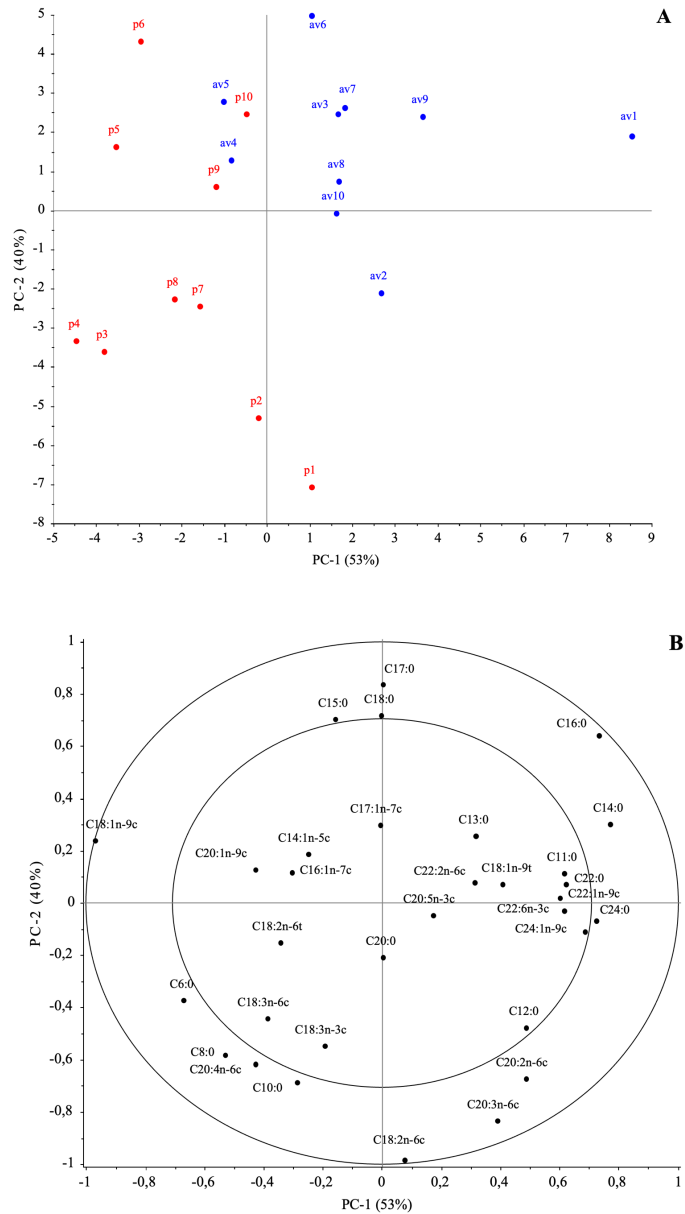 A
5
4
3
2
1
0
-1
-2
-3
-4
-5
-6
-7
-8
PC-2 (40%)
p6
av6
av5
p10
av7
av3
av9
av1
p5
av4
p9
av8
av10
av2
p8
p7
p4
p3
p2
p1
-5 -4 -3 -2 -1 0 1 2 3 4 5 6 7 8 9
PC-1 (53%)
B
1
0,8
0,6
0,4
0,2
0
-0,2
-0,4
-0,6
-0,8
-1
PC-2 (40%)
C17:0
C15:0
C18:0
C16:0
C18:1n-9c
C17:1n-7c
C13:0
C14:0
C14:1n-5c
C20:1n-9c
C16:1n-7c
C22:2n-6c
C18:1n-9t
C11:0
C22:0
C22:1n-9c
C20:5n-3c
C22:6n-3c
C24:0
C24:1n-9c
C18:2n-6t
C20:0
C6:0
C18:3n-6c
C18:3n-3c
C12:0
C8:0
C20:4n-6c
C10:0
C20:2n-6c
C20:3n-6c
C18:2n-6c
-1 -0,8 -0,6 -0,4 -0,2 0 0,2 0,4 0,6 0,8 1
PC-1 (53%)